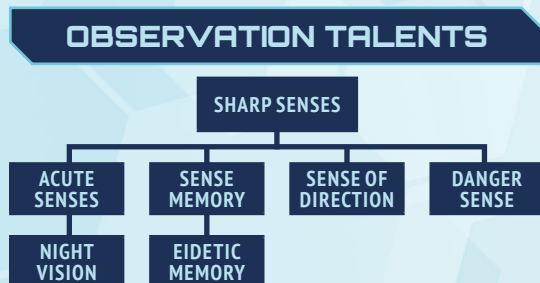 OBSERVATION TALENTS
SHARP SENSES
ACUTE
SENSES
SENSE
MEMORY
SENSE OF
DIRECTION
DANGER
SENSE
NIGHT
VISION
EIDETIC
MEMORY